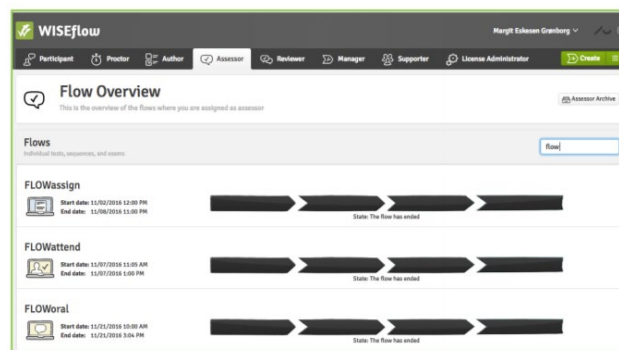 WISEflow
Margit Eskesen Grønborg
Participant Proctor Author Assessor Reviewer Manager Supporter License Administrator Create
Flow Overview
This is the overview of the flows where you are assigned as assessor
Assessor Archive
Flows
Individual tests, sequences, and exams
flow
FLOWassign
Start date: 11/02/2016 12:00 PM
End date: 11/08/2016 11:00 PM
State: The flow has ended
FLOWattend
Start date: 11/07/2016 11:05 AM
End date: 11/07/2016 1:00 PM
State: The flow has ended
FLOWoral
Start date: 11/21/2016 10:00 AM
End date: 11/21/2016 3:04 PM
State: The flow has ended